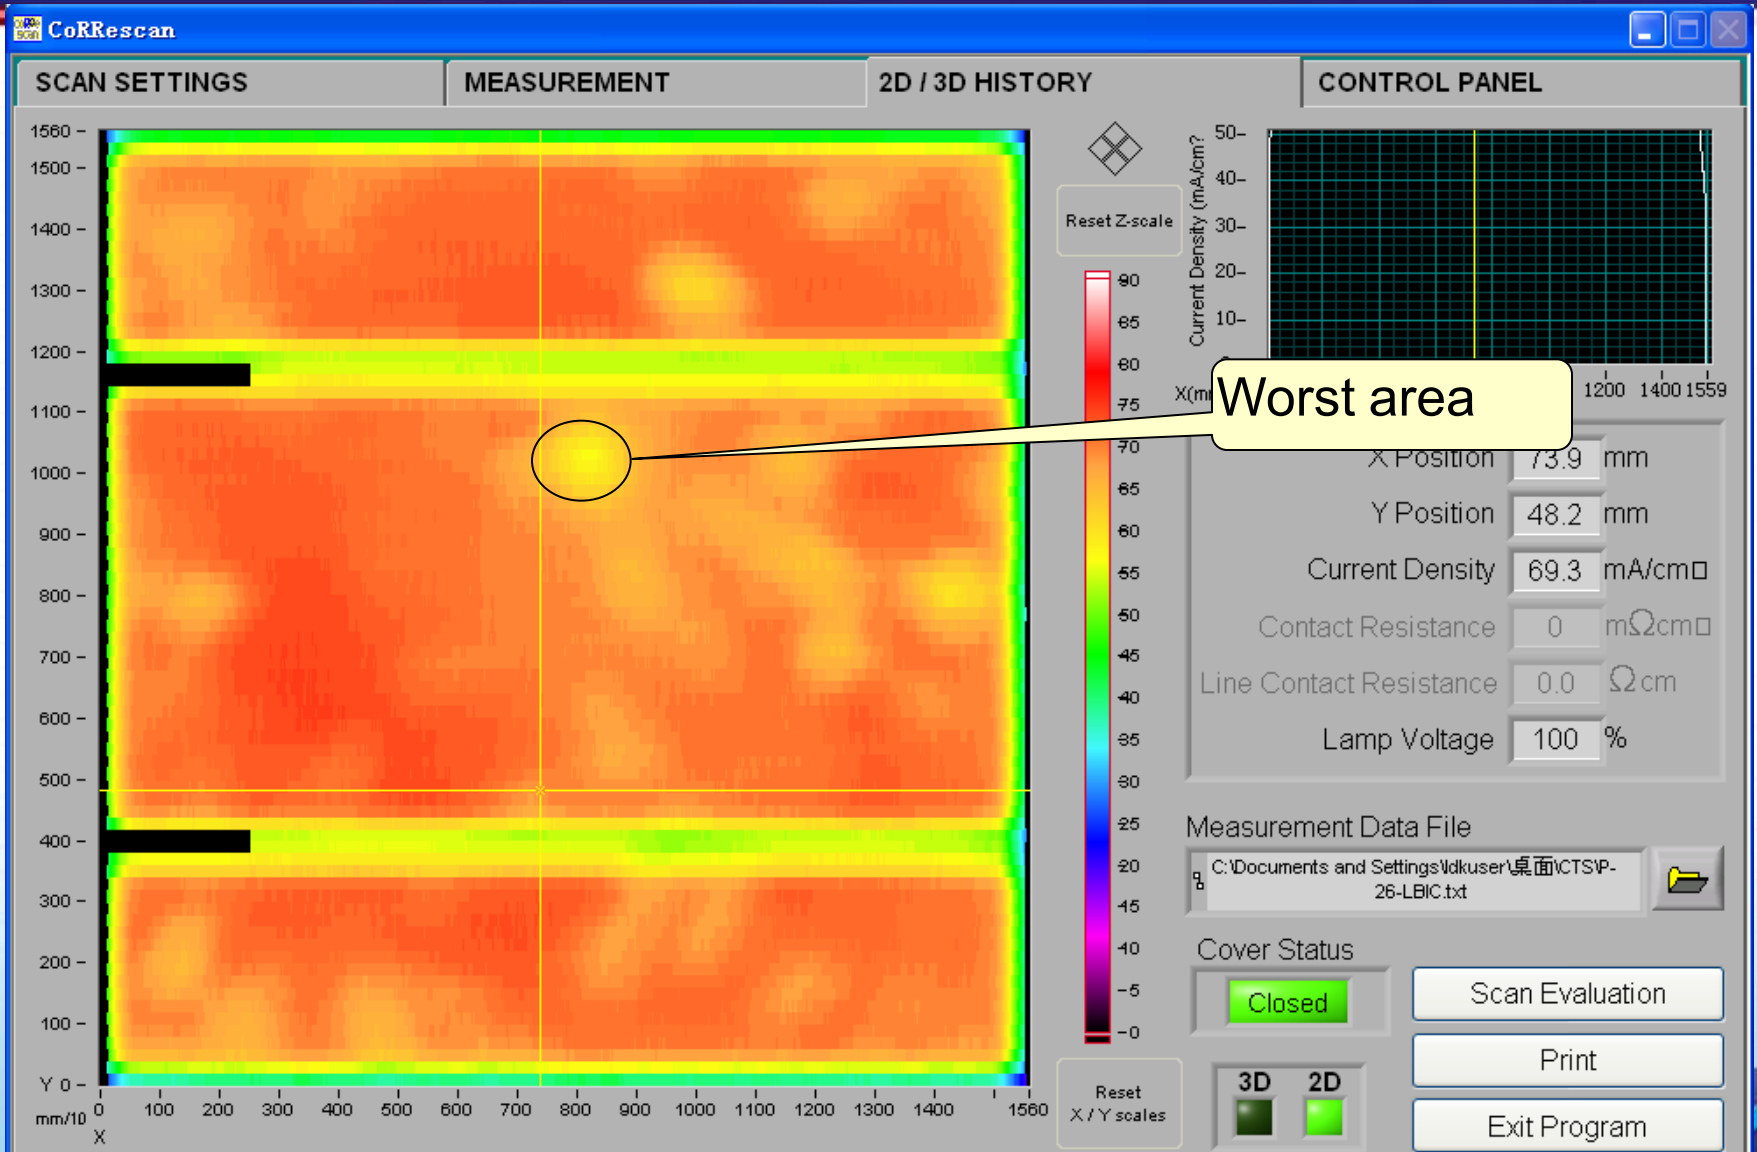 CoRRescan
SCAN SETTINGS
MEASUREMENT
2D / 3D HISTORY
CONTROL PANEL
1560
1500
1400
1300
1200
1100
1000
900
800
700
600
500
400
300
200
100
Y 0
mm/10
0 100 200 300 400 500 600 700 800 900 1000 1100 1200 1300 1400 1560
X
Reset Z-scale
90
85
80
75
70
65
60
55
50
45
40
35
30
25
20
15
10
5
0
Reset
X / Y scales
Current Density (mA/cm?
50
40
30
20
10
1200 1400 1559
Worst area
X Position 73.9 mm
Y Position 48.2 mm
Current Density 69.3 mA/cm□
Contact Resistance 0 mΩcm□
Line Contact Resistance 0.0 Ωcm
Lamp Voltage 100 %
Measurement Data File
C:\Documents and Settings\ldkuser\桌面\CTS\P-
26-LBIC.txt
Cover Status
Closed
Scan Evaluation
3D 2D
Print
Exit Program